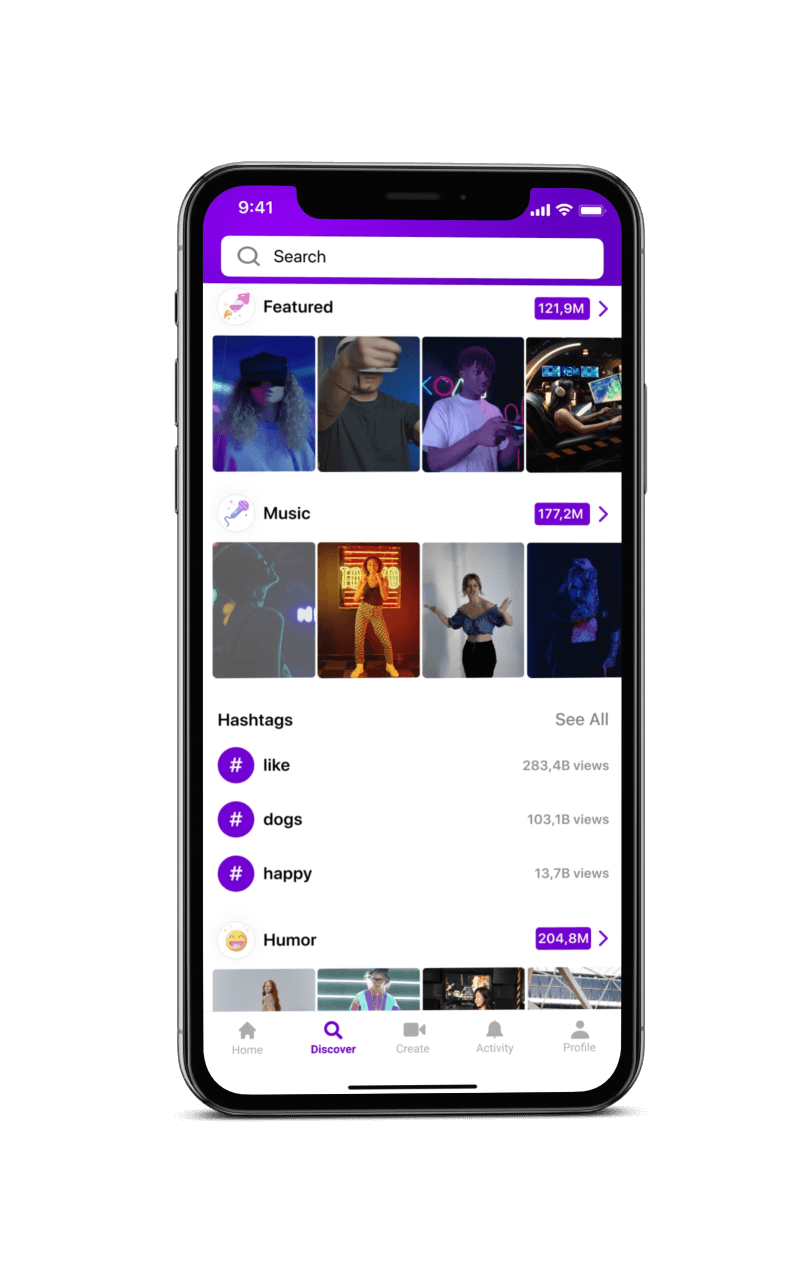 9:41
Search
Featured 121,9M
Music 177,2M
Hashtags See All
# like 283,4B views
# dogs 103,1B views
# happy 13,7B views
Humor 204,8M
Home Discover Create Activity Profile